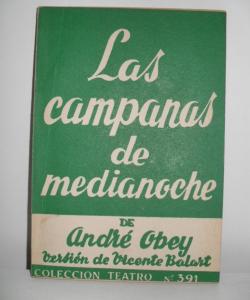 Las
campanas
de
medianoche
DE
André Obey
versión de Vicente Balart
COLECCION TEATRO Nº 391